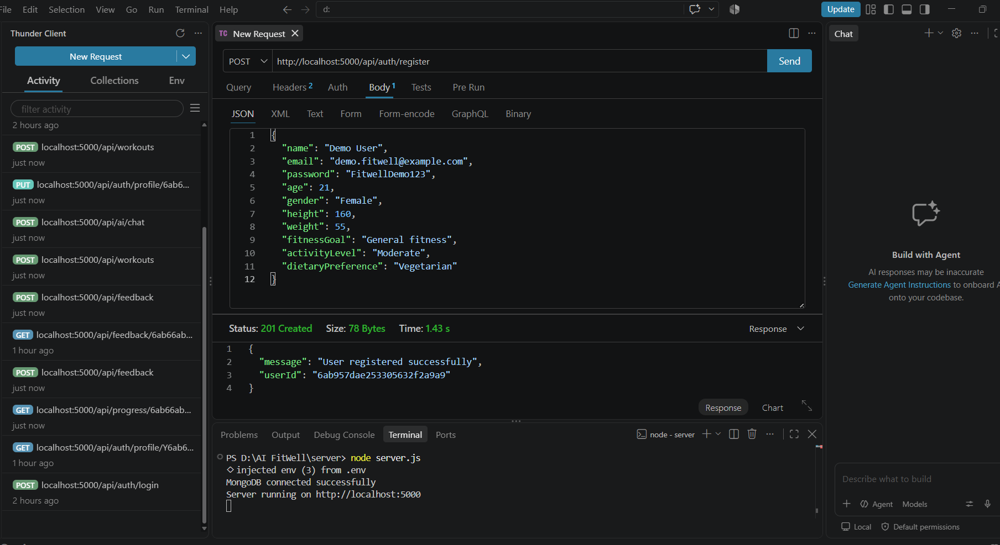 File Edit Selection View Go Run Terminal Help
d:
Update
Thunder Client
New Request
Activity Collections Env
filter activity
2 hours ago
POST localhost:5000/api/workouts
just now
PUT localhost:5000/api/auth/profile/6ab6...
just now
POST localhost:5000/api/ai/chat
just now
POST localhost:5000/api/workouts
just now
POST localhost:5000/api/feedback
just now
GET localhost:5000/api/feedback/6ab66ab...
1 hour ago
POST localhost:5000/api/feedback
just now
GET localhost:5000/api/progress/6ab66ab...
just now
GET localhost:5000/api/auth/profile/Y6ab6...
1 hour ago
POST localhost:5000/api/auth/login
2 hours ago
TC New Request
POST http://localhost:5000/api/auth/register Send
Query Headers 2 Auth Body 1 Tests Pre Run
JSON XML Text Form Form-encode GraphQL Binary
1 {
2 "name": "Demo User",
3 "email": "demo.fitwell@example.com",
4 "password": "FitwellDemo123",
5 "age": 21,
6 "gender": "Female",
7 "height": 160,
8 "weight": 55,
9 "fitnessGoal": "General fitness",
10 "activityLevel": "Moderate",
11 "dietaryPreference": "Vegetarian"
12 }
Status: 201 Created Size: 78 Bytes Time: 1.43 s Response
1 {
2 "message": "User registered successfully",
3 "userId": "6ab957dae253305632f2a9a9"
4 }
Response Chart
Problems Output Debug Console Terminal Ports node - server
PS D:\AI FitWell\server> node server.js
injected env (3) from .env
MongoDB connected successfully
Server running on http://localhost:5000
Chat
Build with Agent
AI responses may be inaccurate
Generate Agent Instructions to onboard A
onto your codebase.
Describe what to build
Agent Models
Local Default permissions